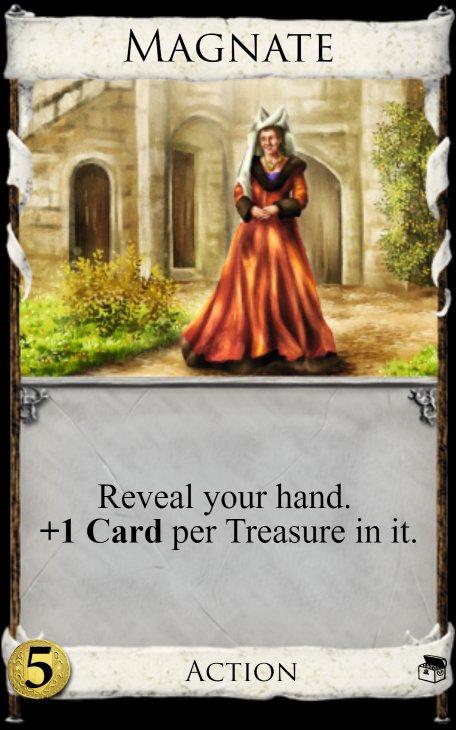 MAGNATE
Reveal your hand.
+1 Card per Treasure in it.
5
ACTION